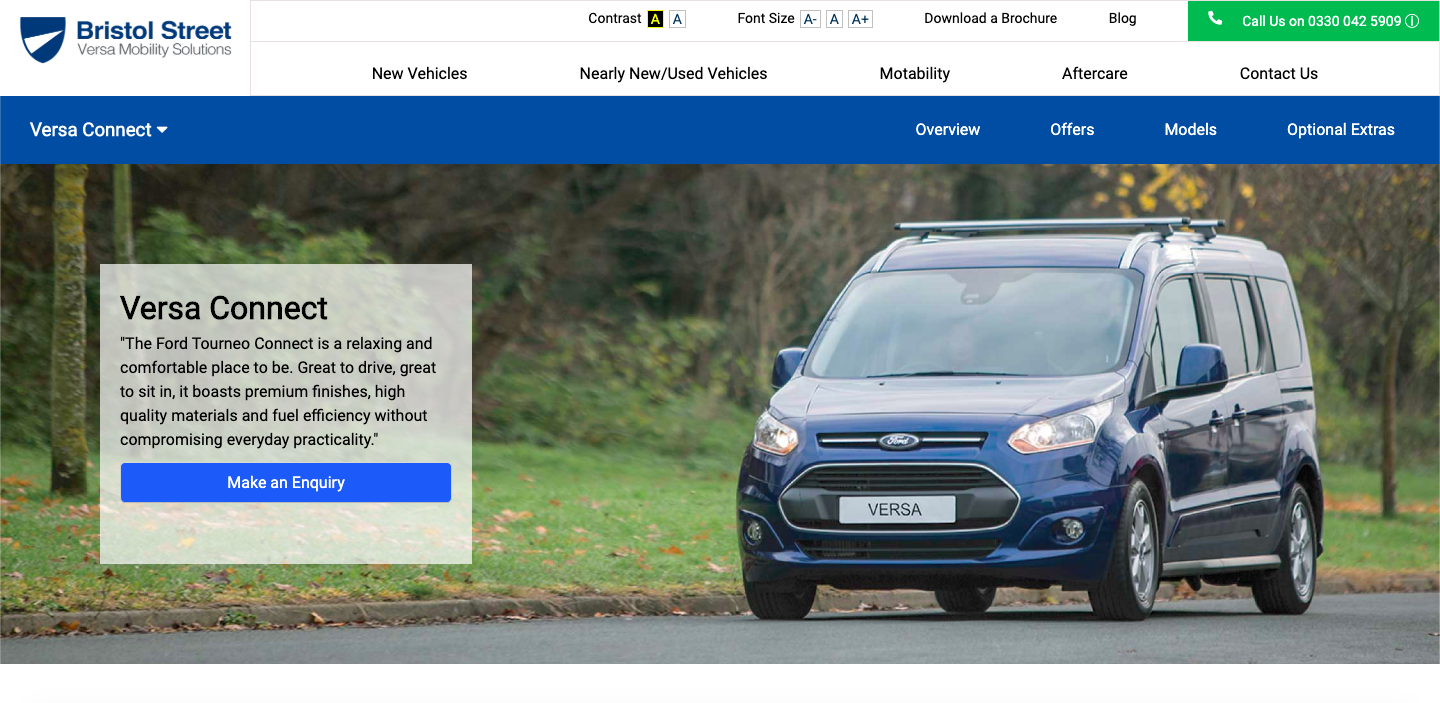 Bristol Street
Versa Mobility Solutions
Contrast A A
Font Size A- A A+
Download a Brochure
Blog
Call Us on 0330 042 5909 ⓘ
New Vehicles
Nearly New/Used Vehicles
Motability
Aftercare
Contact Us
Versa Connect
Overview
Offers
Models
Optional Extras
Versa Connect
"The Ford Tourneo Connect is a relaxing and
comfortable place to be. Great to drive, great
to sit in, it boasts premium finishes, high
quality materials and fuel efficiency without
compromising everyday practicality."
Make an Enquiry
Ford
VERSA